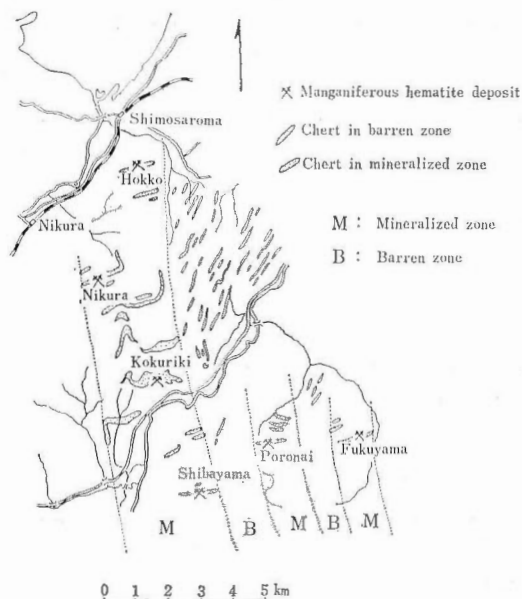 Manganiferous hematite deposit
Shimosaroma
Chert in barren zone
Chert in mineralized zone
Hokko
Nikura
M : Mineralized zone
B : Barren zone
Nikura
Kokuriki
Poronai
Fukuyama
Shibayama
M B M B M
0 1 2 3 4 5 km